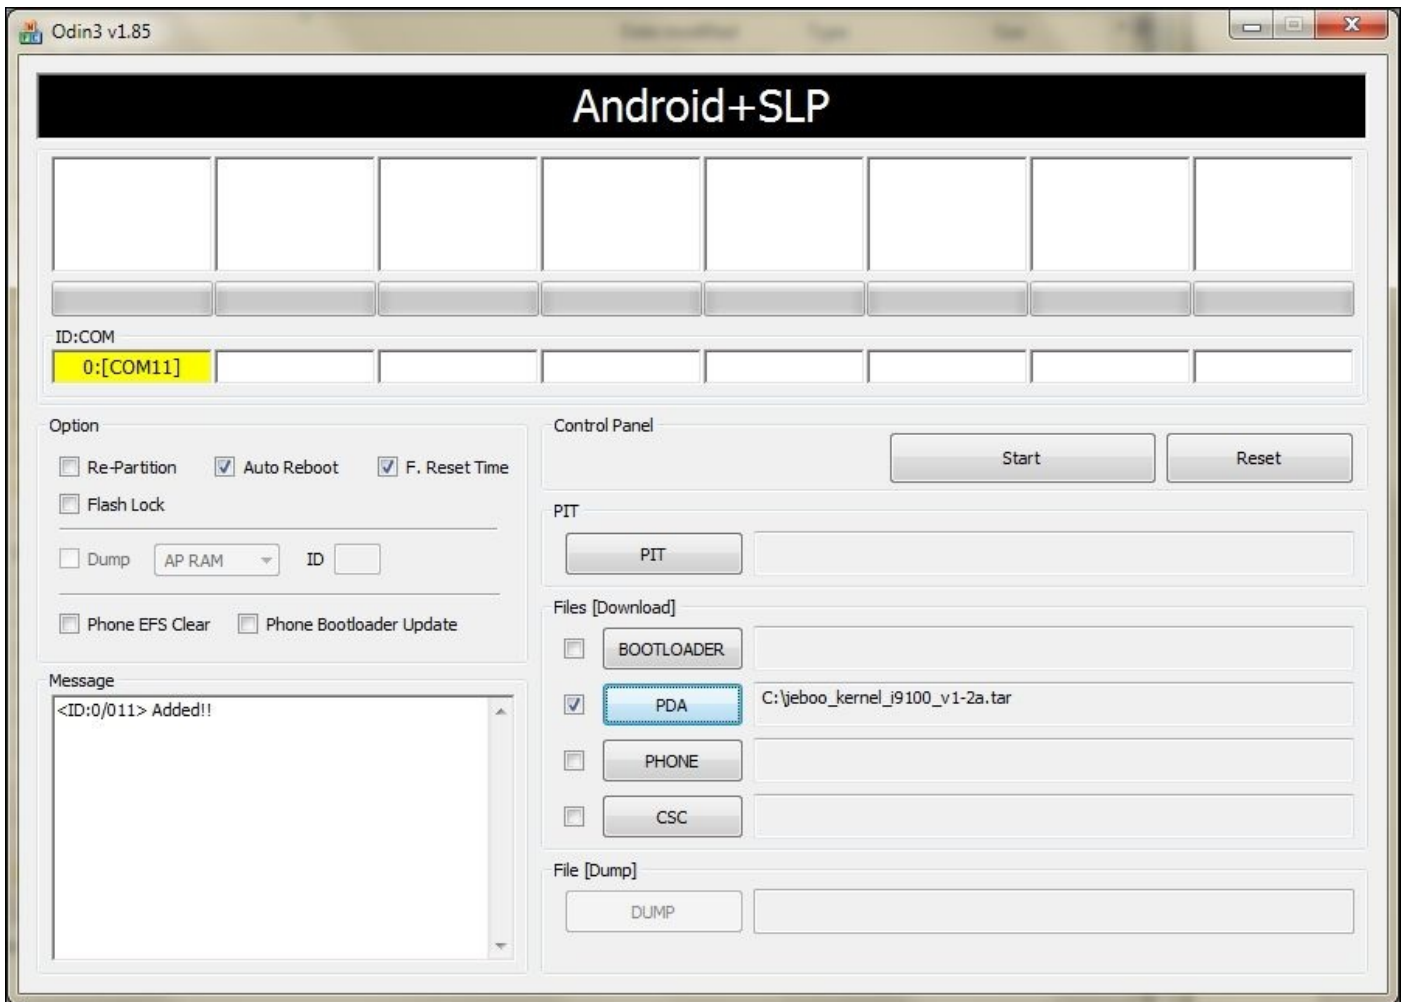 Odin3 v1.85
Android+SLP
ID:COM
0:[COM11]
Option
Re-Partition Auto Reboot F. Reset Time
Flash Lock
Dump AP RAM ID
Phone EFS Clear Phone Bootloader Update
Message
<ID:0/011> Added!!
Control Panel
Start Reset
PIT
PIT
Files [Download]
BOOTLOADER
PDA C:\jeboo_kernel_i9100_v1-2a.tar
PHONE
CSC
File [Dump]
DUMP